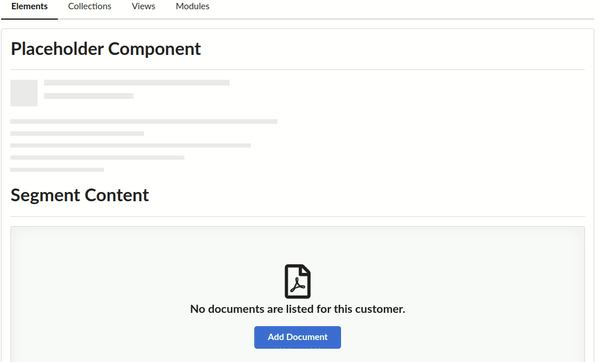 Elements Collections Views Modules
Placeholder Component
Segment Content
No documents are listed for this customer.
Add Document